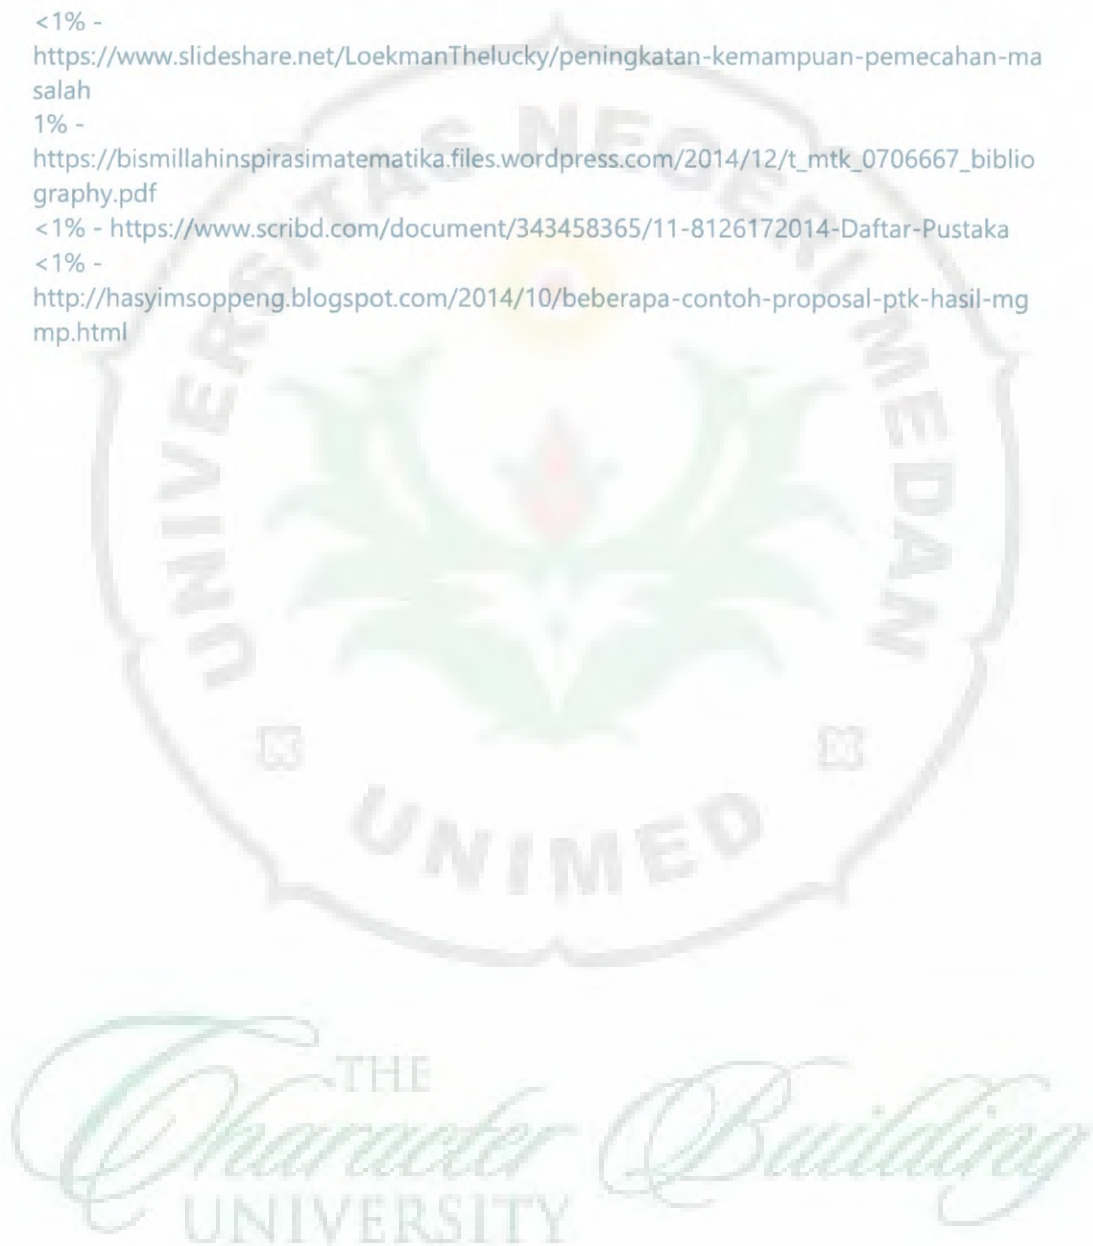 <1% -
https://www.slideshare.net/LoekmanThelucky/peningkatan-kemampuan-pemecahan-ma
salah
1% -
https://bismillahinspirasimatematika.files.wordpress.com/2014/12/t_mtk_0706667_biblio
graphy.pdf
<1% - https://www.scribd.com/document/343458365/11-8126172014-Daftar-Pustaka
<1% -
http://hasyimsoppeng.blogspot.com/2014/10/beberapa-contoh-proposal-ptk-hasil-mg
mp.html
UNIVERSITAS NEGERI MEDAN
UNIMED
THE
Character Building
UNIVERSITY